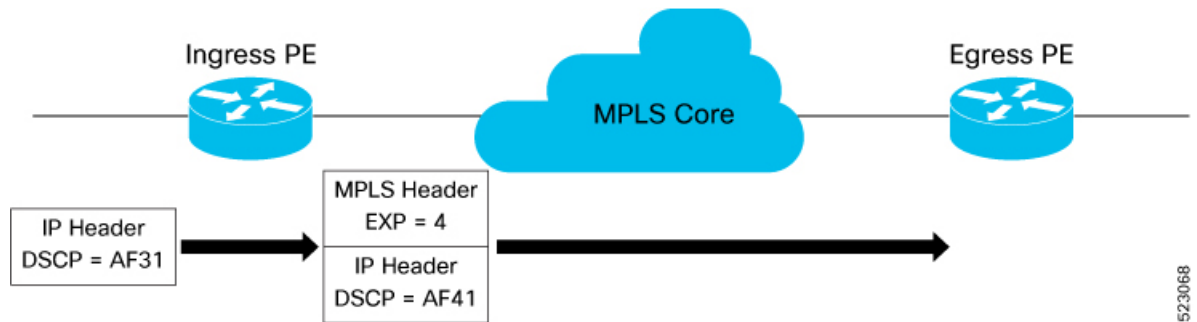 Ingress PE
MPLS Core
Egress PE
IP Header
DSCP = AF31
MPLS Header
EXP = 4
IP Header
DSCP = AF41
523068